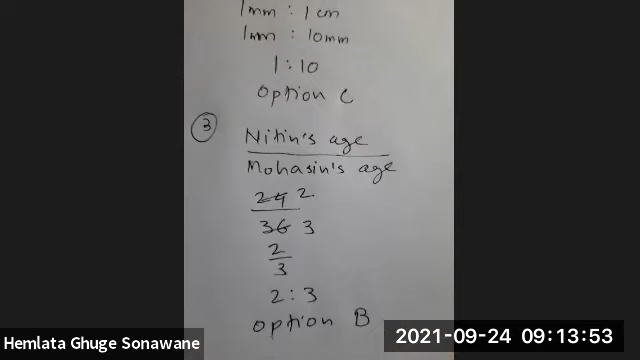 1mm : 1cm
1mm : 10mm
1 : 10
option C
3 Nitin's age
Mohasin's age
24 2
36 3
2
3
2 : 3
option B
Hemlata Ghuge Sonawane
2021-09-24 09:13:53